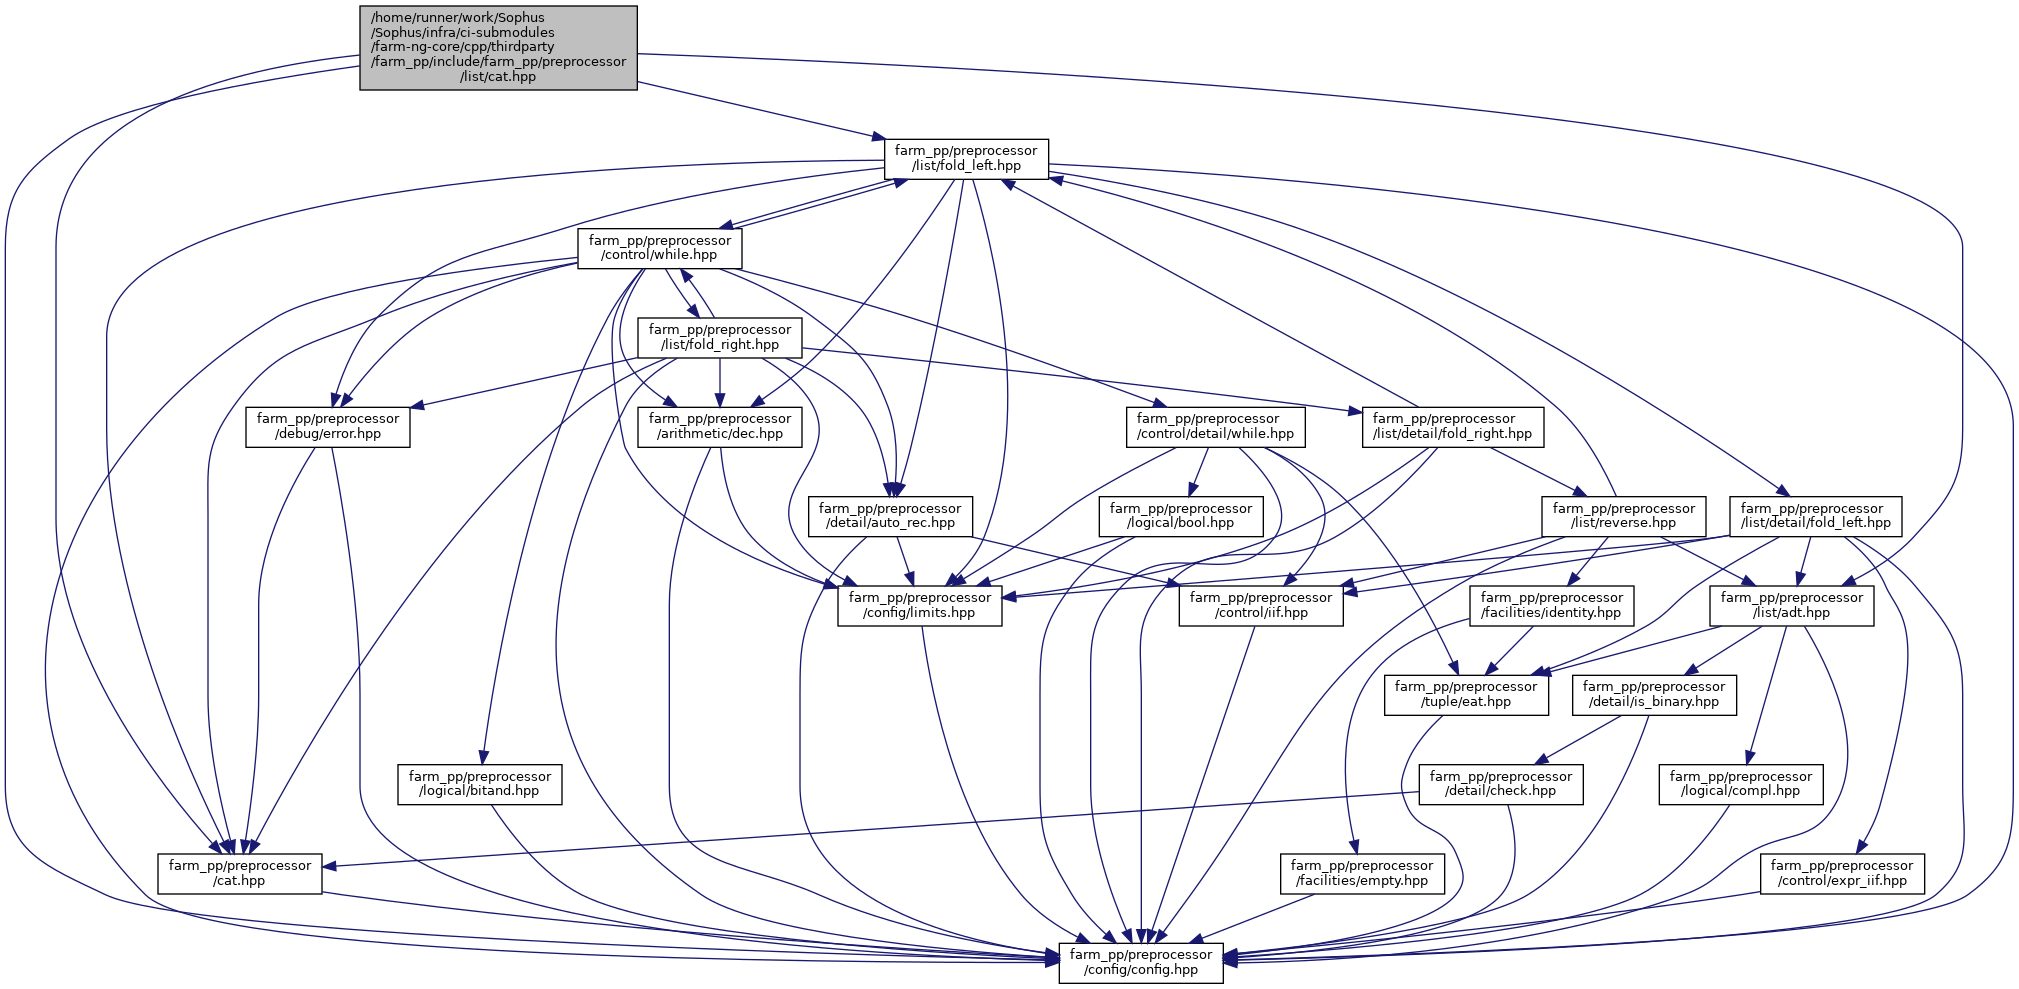 /home/runner/work/Sophus
/Sophus/infra/ci-submodules
/farm-ng-core/cpp/thirdparty
/farm_pp/include/farm_pp/preprocessor
/list/cat.hpp
farm_pp/preprocessor
/list/fold_left.hpp
farm_pp/preprocessor
/control/while.hpp
farm_pp/preprocessor
/list/fold_right.hpp
farm_pp/preprocessor
/debug/error.hpp
farm_pp/preprocessor
/arithmetic/dec.hpp
farm_pp/preprocessor
/control/detail/while.hpp
farm_pp/preprocessor
/list/detail/fold_right.hpp
farm_pp/preprocessor
/detail/auto_rec.hpp
farm_pp/preprocessor
/logical/bool.hpp
farm_pp/preprocessor
/list/reverse.hpp
farm_pp/preprocessor
/list/detail/fold_left.hpp
farm_pp/preprocessor
/config/limits.hpp
farm_pp/preprocessor
/control/iif.hpp
farm_pp/preprocessor
/facilities/identity.hpp
farm_pp/preprocessor
/list/adt.hpp
farm_pp/preprocessor
/tuple/eat.hpp
farm_pp/preprocessor
/detail/is_binary.hpp
farm_pp/preprocessor
/logical/bitand.hpp
farm_pp/preprocessor
/detail/check.hpp
farm_pp/preprocessor
/logical/compl.hpp
farm_pp/preprocessor
/cat.hpp
farm_pp/preprocessor
/facilities/empty.hpp
farm_pp/preprocessor
/control/expr_iif.hpp
farm_pp/preprocessor
/config/config.hpp